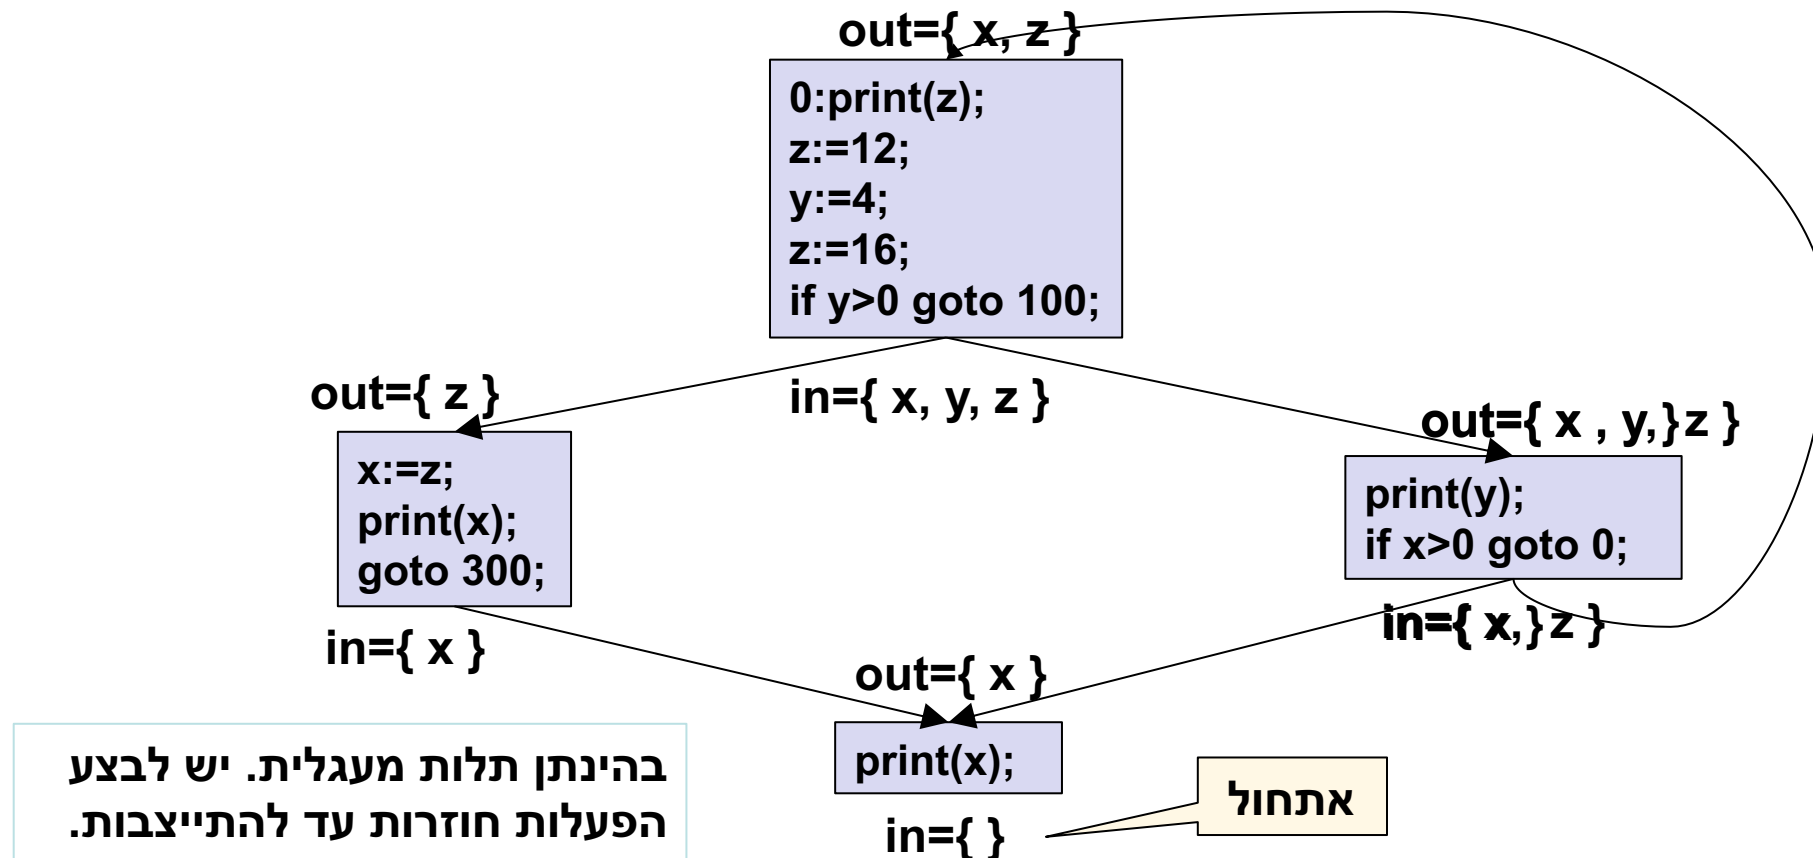 out={ x, z }
0:print(z);
z:=12;
y:=4;
z:=16;
if y>0 goto 100;
in={ x, y, z }
out={ z }
x:=z;
print(x);
goto 300;
in={ x }
out={ x , y,}z }
print(y);
if x>0 goto 0;
in={ x,}z }
out={ x }
print(x);
in={ }
אתחול
בהינתן תלות מעגלית. יש לבצע
הפעלות חוזרות עד להתייצבות.